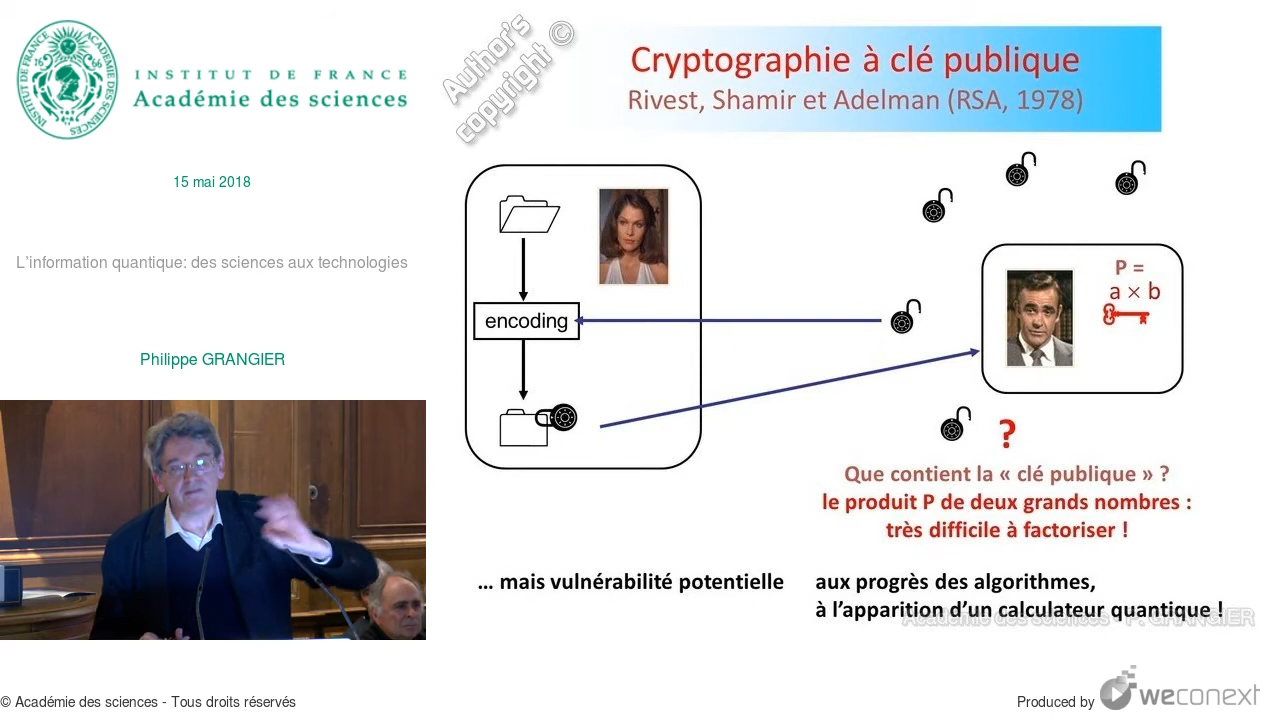 INSTITUT DE FRANCE
Académie des sciences
15 mai 2018
L'information quantique: des sciences aux technologies
Philippe GRANGIER
Author's
copyright ©
Cryptographie à clé publique
Rivest, Shamir et Adelman (RSA, 1978)
encoding
P =
a × b
?
Que contient la « clé publique » ?
le produit P de deux grands nombres :
très difficile à factoriser !
... mais vulnérabilité potentielle
aux progrès des algorithmes,
à l'apparition d'un calculateur quantique !
Académie des sciences - P. GRANGIER
© Académie des sciences - Tous droits réservés
Produced by
weconext